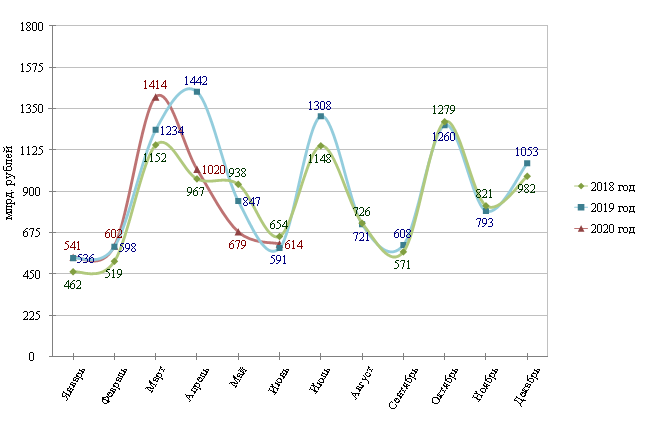 1800
1575
1350
1125
900
675
450
225
0
млрд. рублей
541
536
462
602
598
519
1414
1234
1152
1442
1020
967
938
847
679
654
614
591
1308
1148
726
721
608
571
1279
1260
821
793
1053
982
Январь
Февраль
Март
Апрель
Май
Июнь
Июль
Август
Сентябрь
Октябрь
Ноябрь
Декабрь
2018 год
2019 год
2020 год